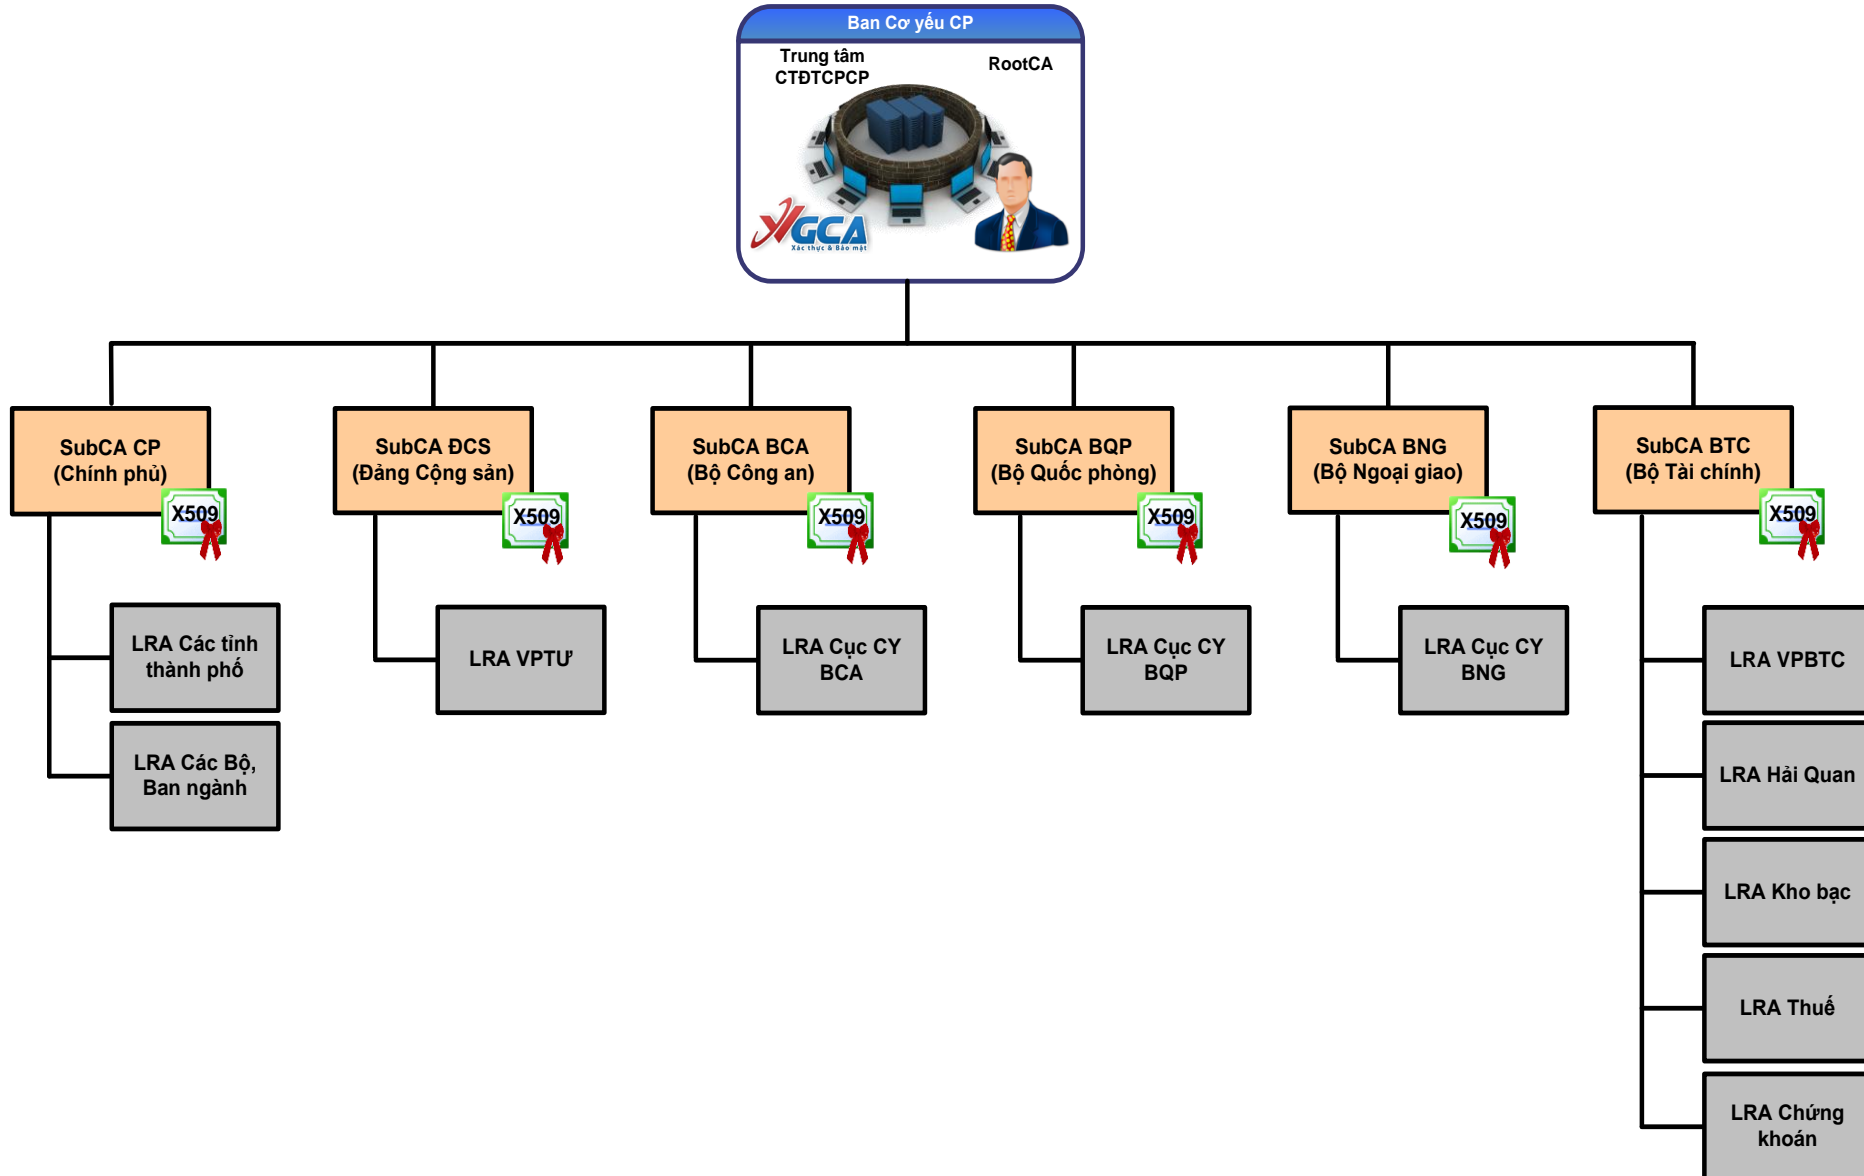 Ban Cơ yếu CP
Trung tâm
CTĐTCPCP
RootCA
GCA
Xác thực & Bảo mật
SubCA CP
(Chính phủ)
X509
SubCA ĐCS
(Đảng Cộng sản)
X509
SubCA BCA
(Bộ Công an)
X509
SubCA BQP
(Bộ Quốc phòng)
X509
SubCA BNG
(Bộ Ngoại giao)
X509
SubCA BTC
(Bộ Tài chính)
X509
LRA Các tỉnh
thành phố
LRA Các Bộ,
Ban ngành
LRA VPTƯ
LRA Cục CY
BCA
LRA Cục CY
BQP
LRA Cục CY
BNG
LRA VPBTC
LRA Hải Quan
LRA Kho bạc
LRA Thuế
LRA Chứng
khoán